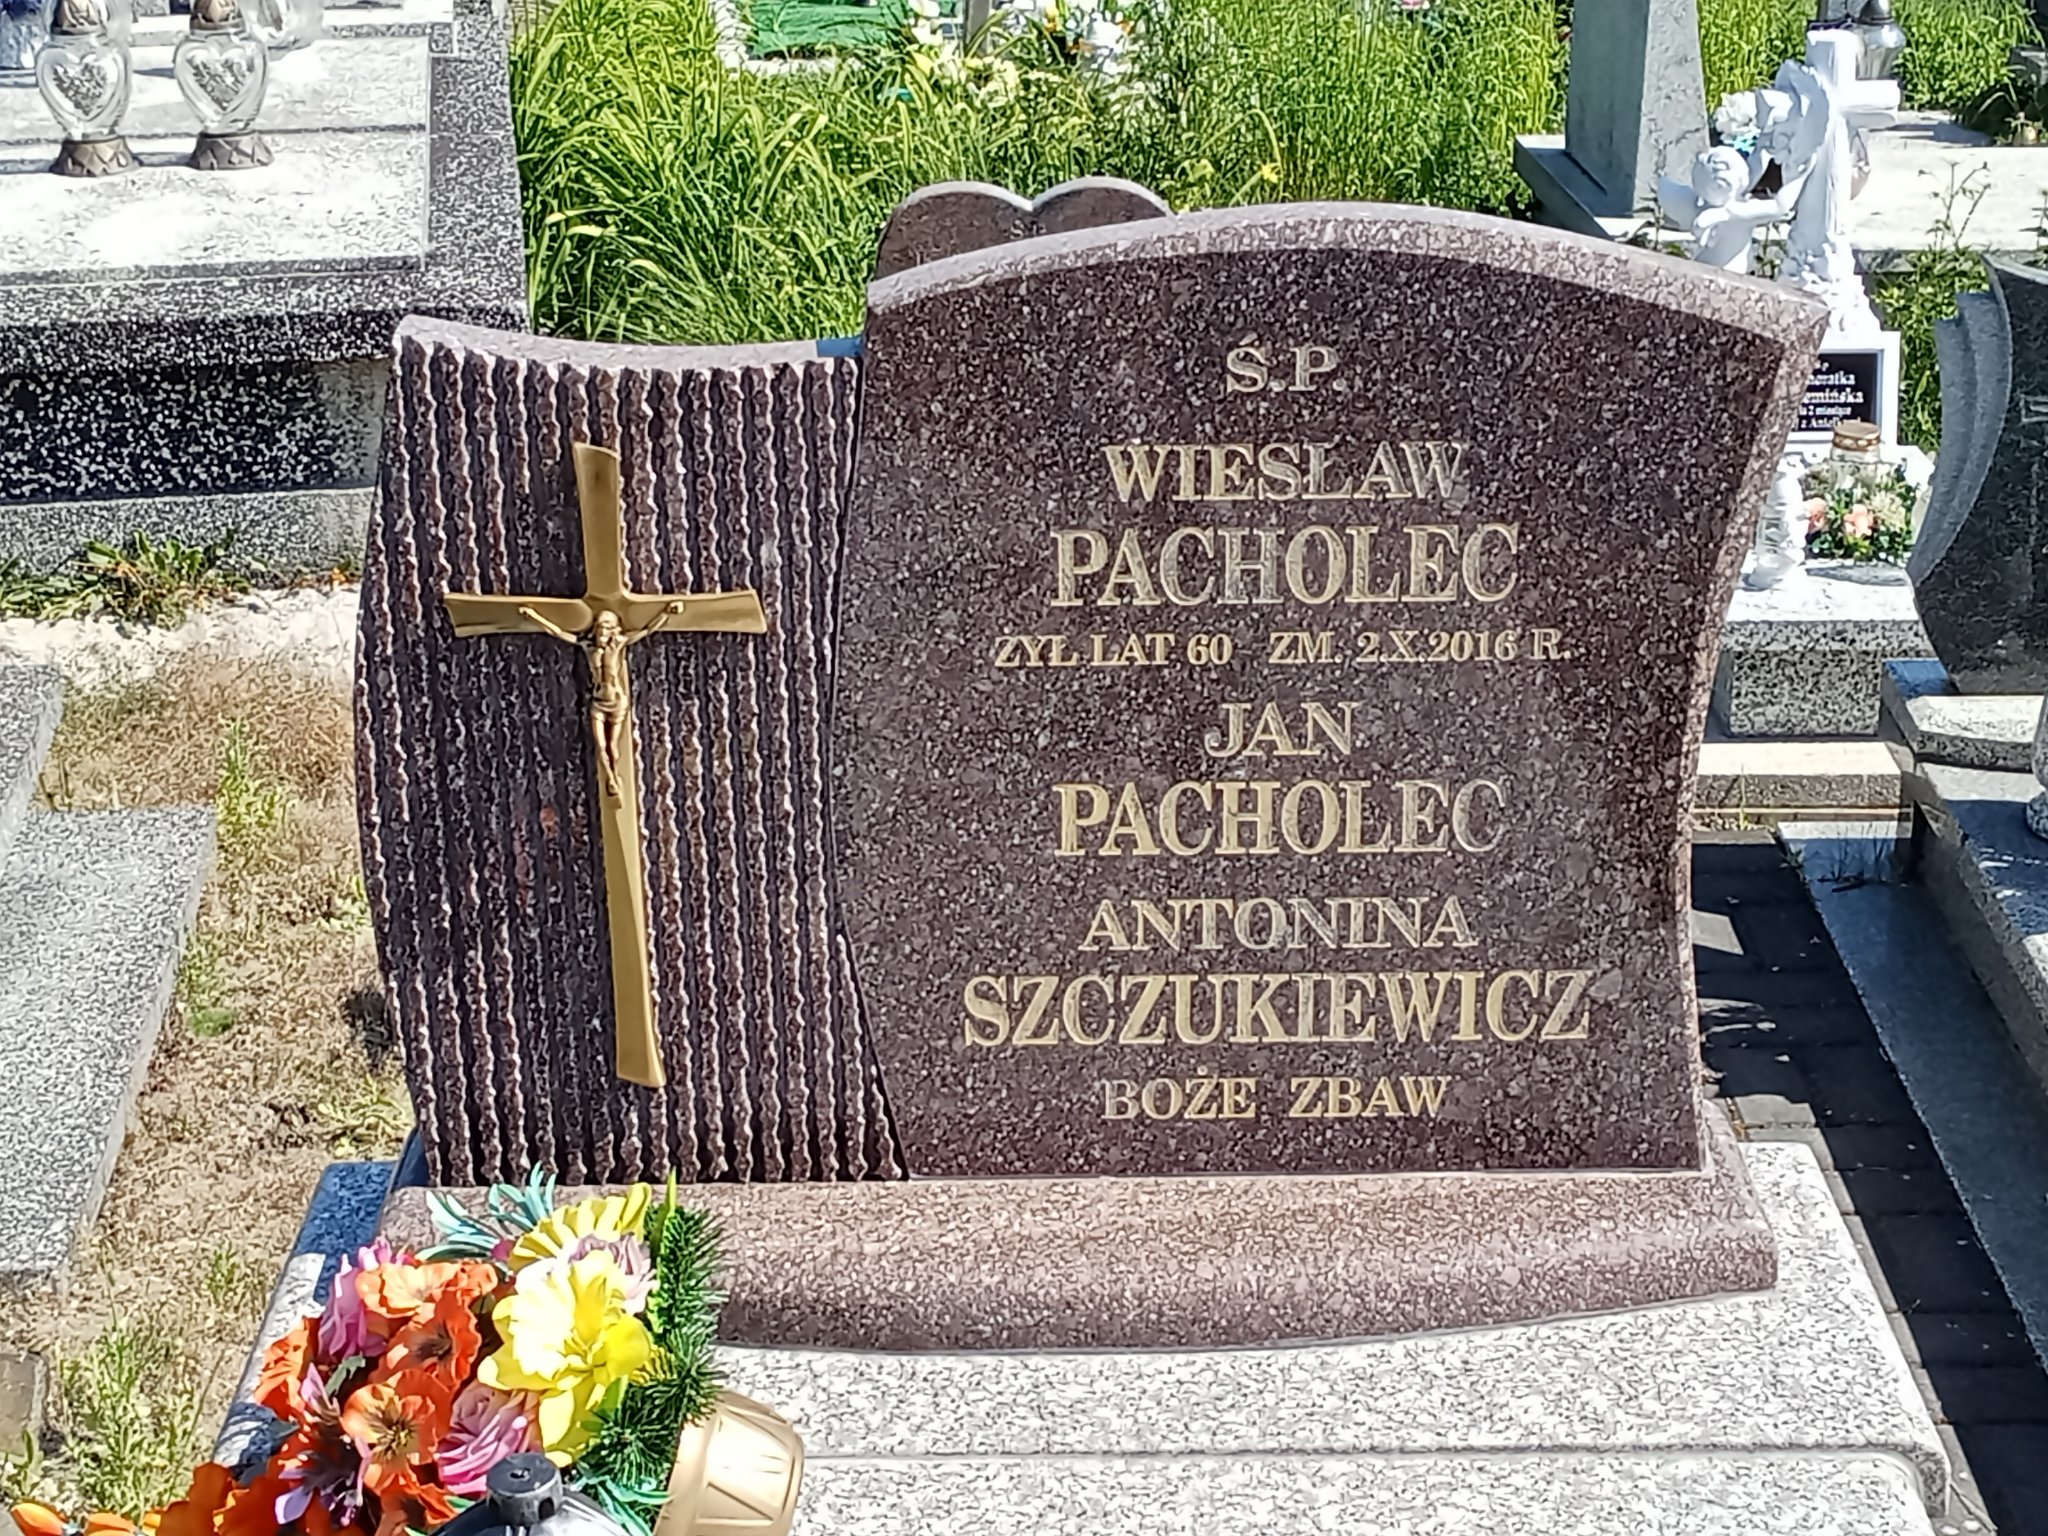 Ś.P.
WIESŁAW
PACHOLEC
ŻYŁ LAT 60 ZM. 2.X.2016 R.
JAN
PACHOLEC
ANTONINA
SZCZUKIEWICZ
BOŻE ZBAW